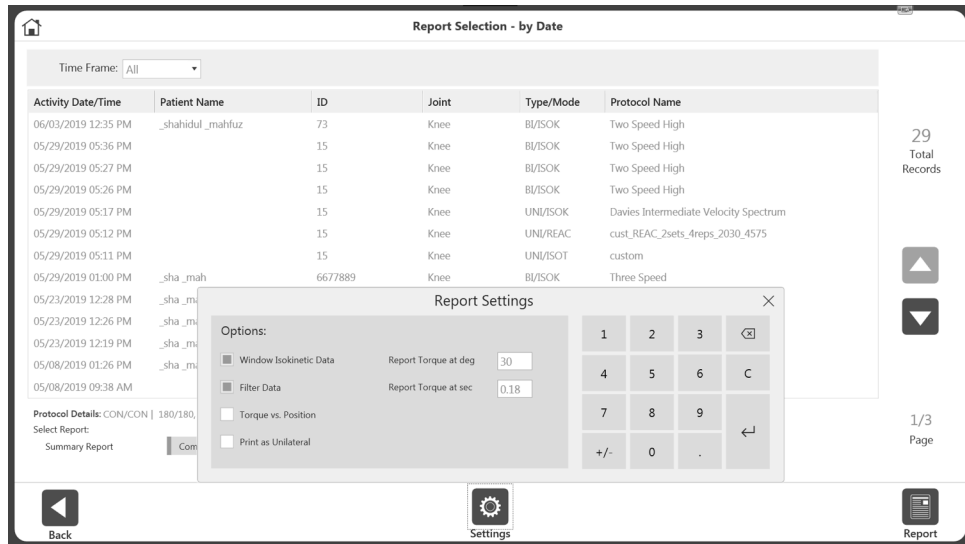 Report Selection - by Date
Time Frame: All
Activity Date/Time Patient Name ID Joint Type/Mode Protocol Name
06/03/2019 12:35 PM _shahidul _mahfuz 73 Knee BI/ISOK Two Speed High
05/29/2019 05:36 PM 15 Knee BI/ISOK Two Speed High
05/29/2019 05:27 PM 15 Knee BI/ISOK Two Speed High
05/29/2019 05:26 PM 15 Knee BI/ISOK Two Speed High
05/29/2019 05:17 PM 15 Knee UNI/ISOK Davies Intermediate Velocity Spectrum
05/29/2019 05:12 PM 15 Knee UNI/REAC cust_REAC_2sets_4reps_2030_4575
05/29/2019 05:11 PM 15 Knee UNI/ISOT custom
05/29/2019 01:00 PM _sha _mah 6677889 Knee BI/ISOK Three Speed
05/23/2019 12:28 PM _sha _ma
05/23/2019 12:26 PM _sha _ma
05/23/2019 12:19 PM _sha _ma
05/08/2019 01:26 PM _sha _ma
05/08/2019 09:38 AM
Protocol Details: CON/CON | 180/180,
Select Report:
Summary Report Com
29
Total
Records
1/3
Page
Report Settings
Options:
Window Isokinetic Data Report Torque at deg 30
Filter Data Report Torque at sec 0.18
Torque vs. Position
Print as Unilateral
1 2 3
4 5 6 C
7 8 9
+/- 0 .
Back Settings Report